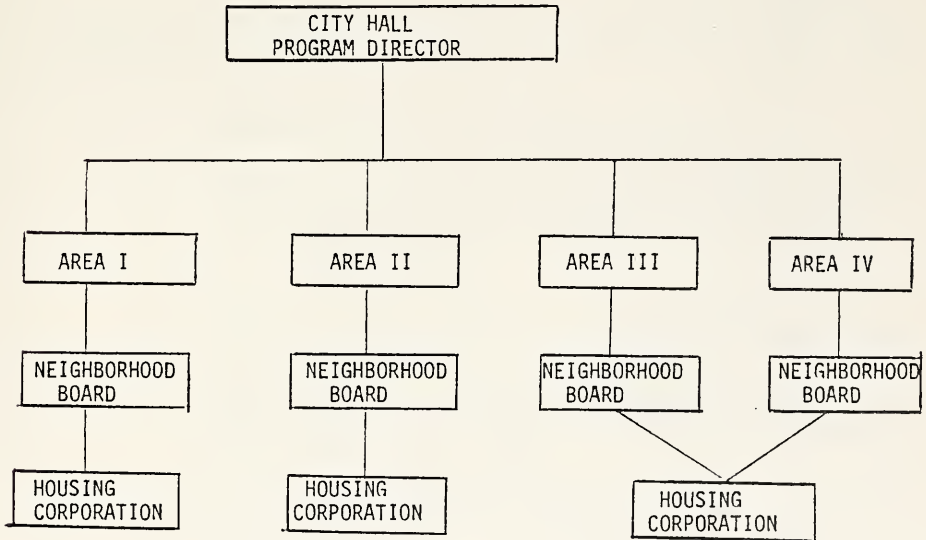 CITY HALL
PROGRAM DIRECTOR
AREA I
AREA II
AREA III
AREA IV
NEIGHBORHOOD
BOARD
NEIGHBORHOOD
BOARD
NEIGHBORHOOD
BOARD
NEIGHBORHOOD
BOARD
HOUSING
CORPORATION
HOUSING
CORPORATION
HOUSING
CORPORATION